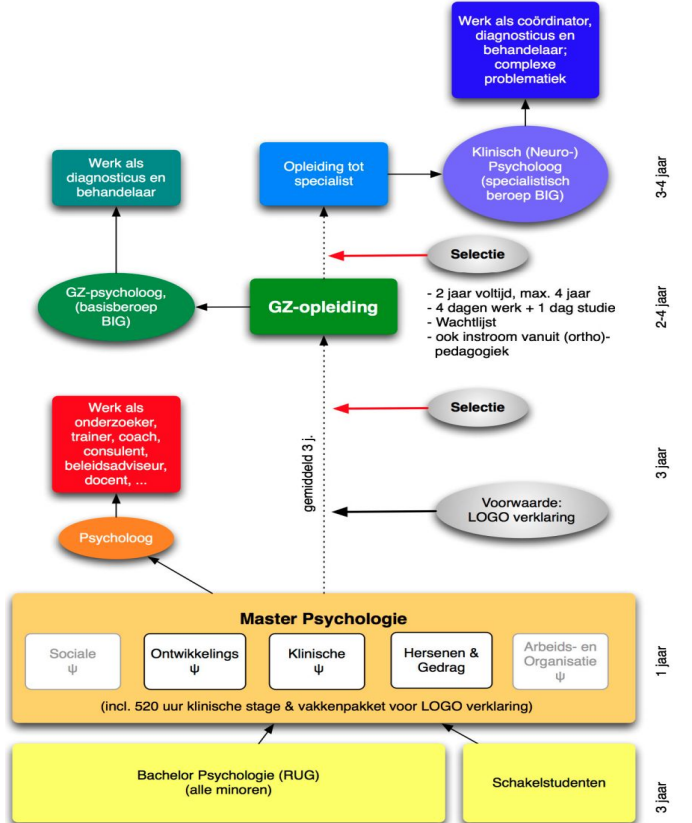 Werk als coördinator,
diagnosticus en
behandelaar;
complexe
problematiek
Werk als
diagnosticus en
behandelaar
Opleiding tot
specialist
Klinisch (Neuro-)
Psycholoog
(specialistisch
beroep BIG)
3-4 jaar
Selectie
GZ-psycholoog,
(basisberoep
BIG)
GZ-opleiding
- 2 jaar voltijd, max. 4 jaar
- 4 dagen werk + 1 dag studie
- Wachtlijst
- ook instroom vanuit (ortho)-
pedagogiek
2-4 jaar
Selectie
Werk als
onderzoeker,
trainer, coach,
consulent,
beleidsadviseur,
docent, ...
gemiddeld 3 j.
3 jaar
Voorwaarde:
LOGO verklaring
Psycholoog
Master Psychologie
Sociale
ψ
Ontwikkelings
ψ
Klinische
ψ
Hersenen &
Gedrag
Arbeids- en
Organisatie
ψ
(incl. 520 uur klinische stage & vakkenpakket voor LOGO verklaring)
1 jaar
Bachelor Psychologie (RUG)
(alle minoren)
Schakelstudenten
3 jaar